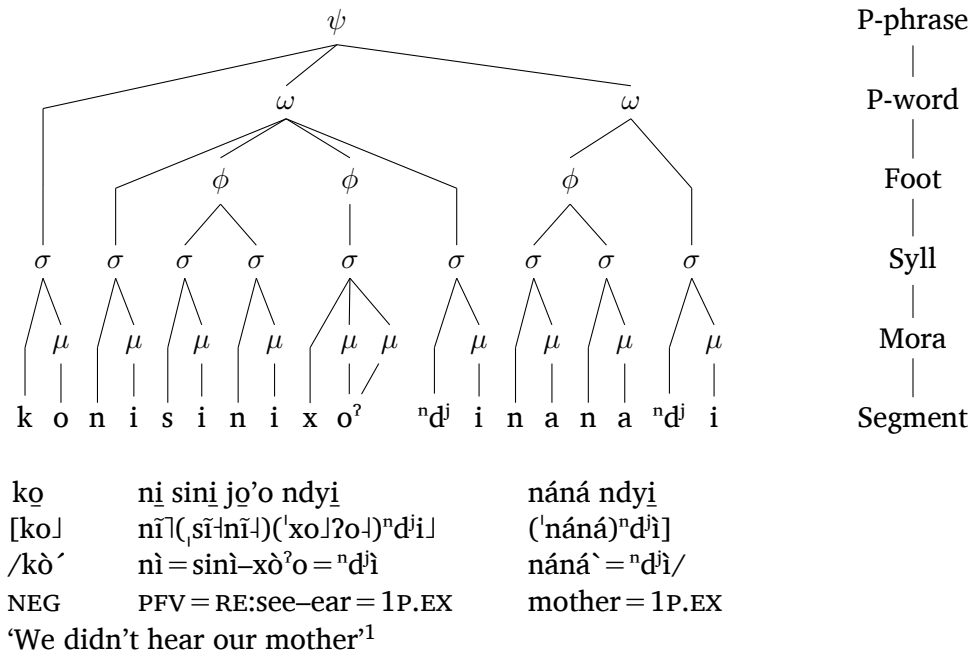 ψ P-phrase
ω ω P-word
ϕ ϕ ϕ Foot
σ σ σ σ σ σ σ σ σ Syll
μ μ μ μ μ μ μ μ μ μ Mora
k o n i s i n i x oˀ ⁿdʲ i n a n a ⁿdʲ i Segment
ko̱ ni̱ sini̱ jo̱’o ndyi̱ náná ndyi̱
[ko˩ nĩ˥(ˌsĩ˧nĩ˨)(ˈxo˩ʔo˨)ⁿdʲi˩ (ˈnáná)ⁿdʲì]
/kò´ nì=sinì–xòˀo=ⁿdʲì náná`=ⁿdʲì/
NEG PFV=RE:see–ear=1P.EX mother=1P.EX
‘We didn’t hear our mother’¹